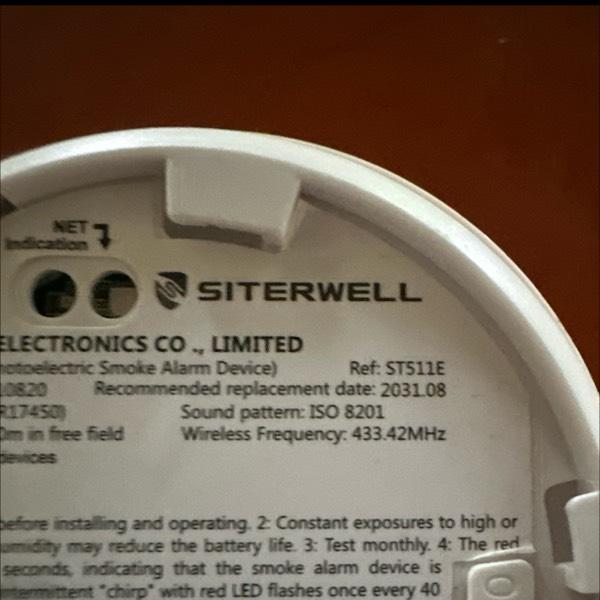 NET
Indication
SITERWELL
ELECTRONICS CO ., LIMITED
hotoelectric Smoke Alarm Device) Ref: ST511E
10820 Recommended replacement date: 2031.08
R17450) Sound pattern: ISO 8201
0m in free field Wireless Frequency: 433.42MHz
devices
before installing and operating. 2: Constant exposures to high or
umidity may reduce the battery life. 3: Test monthly. 4: The red
seconds, indicating that the smoke alarm device is
ntermittent "chirp" with red LED flashes once every 40